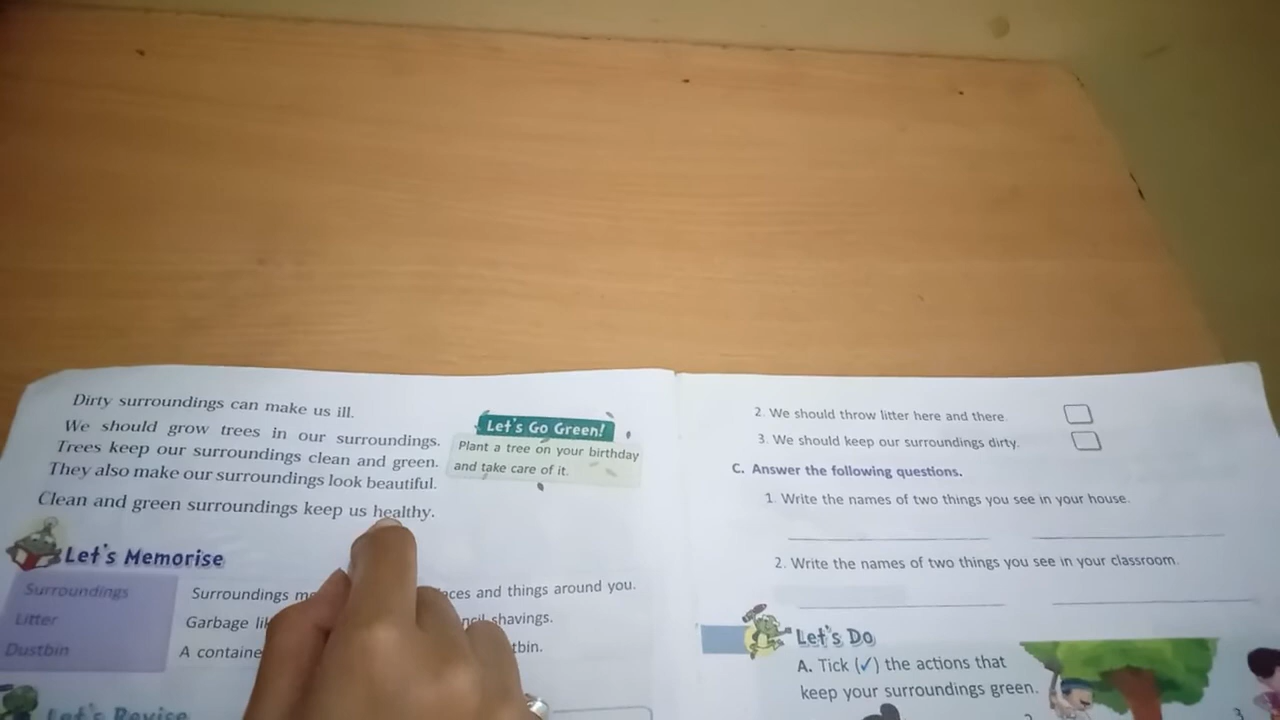 Dirty surroundings can make us ill.
We should grow trees in our surroundings.
Trees keep our surroundings clean and green.
They also make our surroundings look beautiful.
Clean and green surroundings keep us healthy.
Let's Go Green!
Plant a tree on your birthday
and take care of it.
Let's Memorise
Surroundings Surroundings and things around you.
Litter Garbage shavings.
Dustbin A
Let's Revise
2. We should throw litter here and there.
3. We should keep our surroundings dirty.
C. Answer the following questions.
1. Write the names of two things you see in your house.
2. Write the names of two things you see in your classroom.
Let's Do
A. Tick (✓) the actions that
keep your surroundings green.
2
3